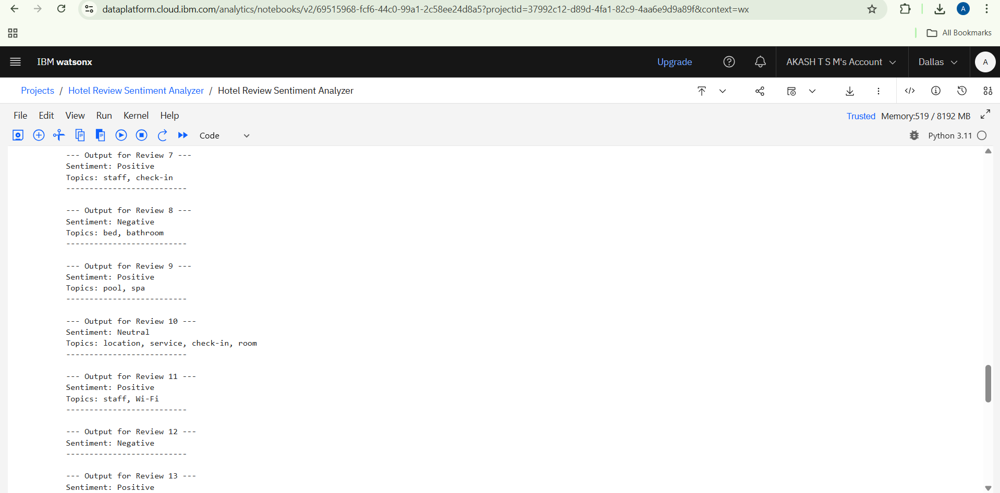 dataplatform.cloud.ibm.com/analytics/notebooks/v2/69515968-fcf6-44c0-99a1-2c58ee24d8a5?projectid=37992c12-d89d-4fa1-82c9-4aa6e9d9a89f&context=wx
A
All Bookmarks
IBM watsonx
Upgrade
AKASH T S M's Account
Dallas
A
Projects / Hotel Review Sentiment Analyzer / Hotel Review Sentiment Analyzer
File Edit View Run Kernel Help
Trusted Memory:519 / 8192 MB
Code
Python 3.11
--- Output for Review 7 ---
Sentiment: Positive
Topics: staff, check-in
--------------------------
--- Output for Review 8 ---
Sentiment: Negative
Topics: bed, bathroom
--------------------------
--- Output for Review 9 ---
Sentiment: Positive
Topics: pool, spa
--------------------------
--- Output for Review 10 ---
Sentiment: Neutral
Topics: location, service, check-in, room
--------------------------
--- Output for Review 11 ---
Sentiment: Positive
Topics: staff, Wi-Fi
--------------------------
--- Output for Review 12 ---
Sentiment: Negative
--------------------------
--- Output for Review 13 ---
Sentiment: Positive